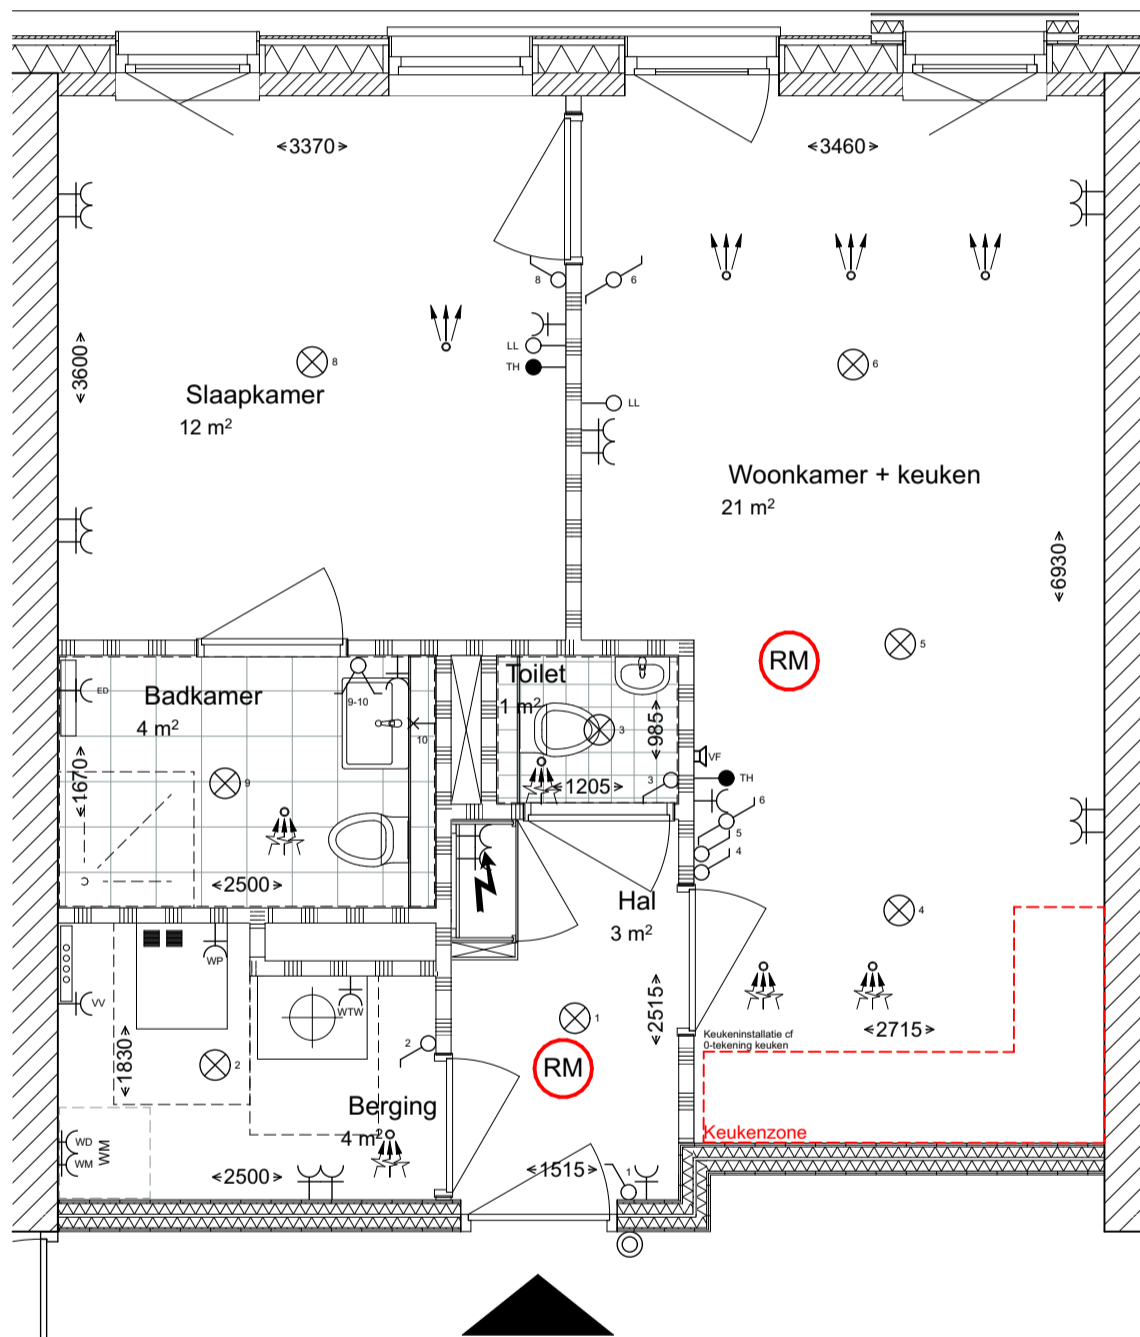 3370
3460
8
6
3600
LL
TH
8
6
Slaapkamer
12 m²
LL
Woonkamer + keuken
21 m²
6930
5
RM
Toilet
1 m²
Badkamer
4 m²
ED
9-10
10
3
985
1205
3
VF
TH
6
5
4
1670
9
2500
Hal
3 m²
4
WP
VV
WTW
1
2515
2
RM
Keukeninstallatie cf
0-tekening keuken
2715
1830
2
Berging
4 m²
Keukenzone
WD
WM
WM
2500
1515
1